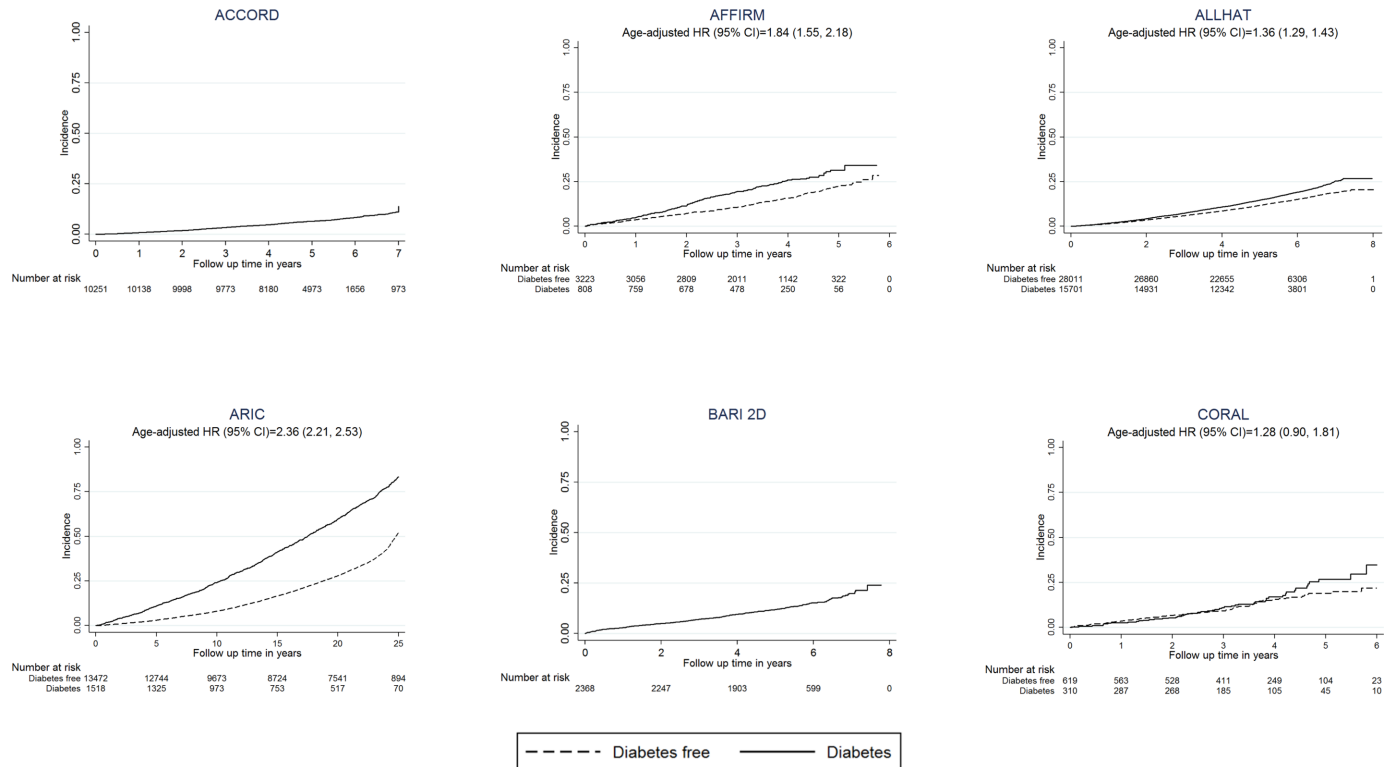 ACCORD
1.00
0.75
Incidence
0.50
0.25
0.00
0 1 2 3 4 5 6 7
Follow up time in years
Number at risk
10251 10138 9998 9773 8180 4973 1656 973
AFFIRM
Age-adjusted HR (95% CI)=1.84 (1.55, 2.18)
1.00
0.75
Incidence
0.50
0.25
0.00
0 1 2 3 4 5 6
Follow up time in years
Number at risk
Diabetes free 3223 3056 2809 2011 1142 322 0
Diabetes 808 759 678 478 250 56 0
ALLHAT
Age-adjusted HR (95% CI)=1.36 (1.29, 1.43)
1.00
0.75
Incidence
0.50
0.25
0.00
0 2 4 6 8
Follow up time in years
Number at risk
Diabetes free 28011 26860 22655 6306 1
Diabetes 15701 14931 12342 3801 0
ARIC
Age-adjusted HR (95% CI)=2.36 (2.21, 2.53)
1.00
0.75
Incidence
0.50
0.25
0.00
0 5 10 15 20 25
Follow up time in years
Number at risk
Diabetes free 13472 12744 9673 8724 7541 894
Diabetes 1518 1325 973 753 517 70
BARI 2D
1.00
0.75
Incidence
0.50
0.25
0.00
0 2 4 6 8
Follow up time in years
Number at risk
2368 2247 1903 599 0
CORAL
Age-adjusted HR (95% CI)=1.28 (0.90, 1.81)
1.00
0.75
Incidence
0.50
0.25
0.00
0 1 2 3 4 5 6
Follow up time in years
Number at risk
Diabetes free 619 563 528 411 249 104 23
Diabetes 310 287 268 185 105 45 10
Diabetes free Diabetes